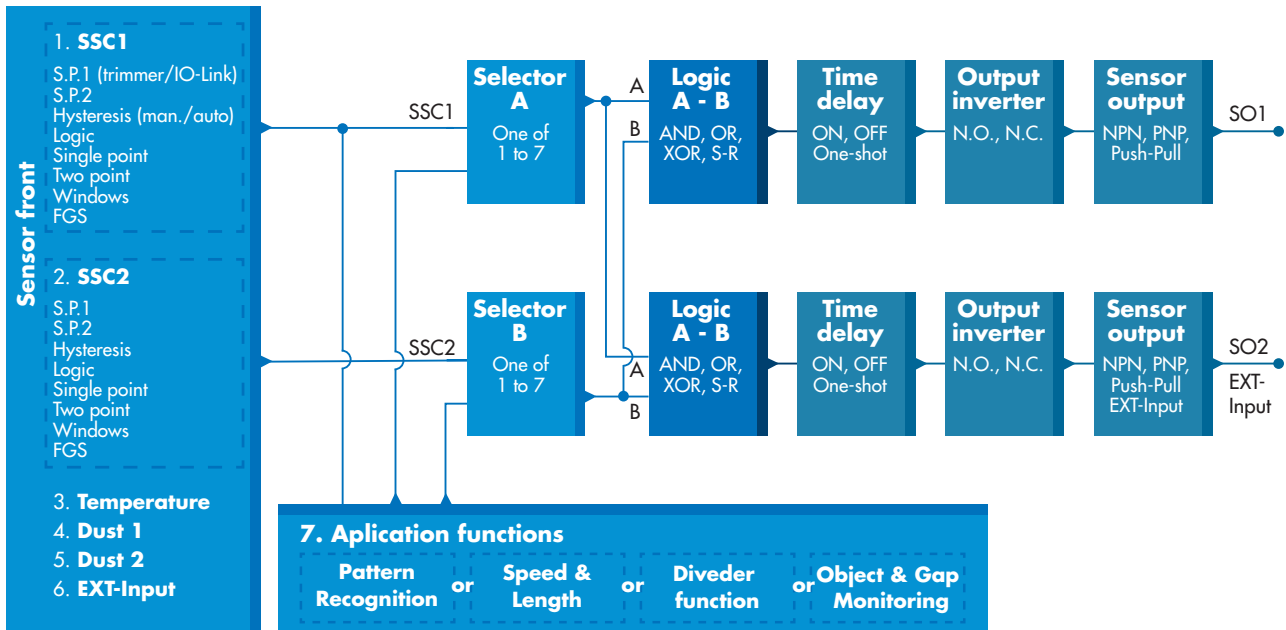 Sensor front
1. SSC1
S.P.1 (trimmer/IO-Link)
S.P.2
Hysteresis (man./auto)
Logic
Single point
Two point
Windows
FGS
2. SSC2
S.P.1
S.P.2
Hysteresis
Logic
Single point
Two point
Windows
FGS
3. Temperature
4. Dust 1
5. Dust 2
6. EXT-Input
SSC1
Selector
A
One of
1 to 7
A
B
Logic
A - B
AND, OR,
XOR, S-R
Time
delay
ON, OFF
One-shot
Output
inverter
N.O., N.C.
Sensor
output
NPN, PNP,
Push-Pull
SO1
SSC2
Selector
B
One of
1 to 7
A
B
Logic
A - B
AND, OR,
XOR, S-R
Time
delay
ON, OFF
One-shot
Output
inverter
N.O., N.C.
Sensor
output
NPN, PNP,
Push-Pull
EXT-Input
SO2
EXT-
Input
7. Aplication functions
Pattern
Recognition
or
Speed &
Length
or
Diveder
function
or
Object & Gap
Monitoring